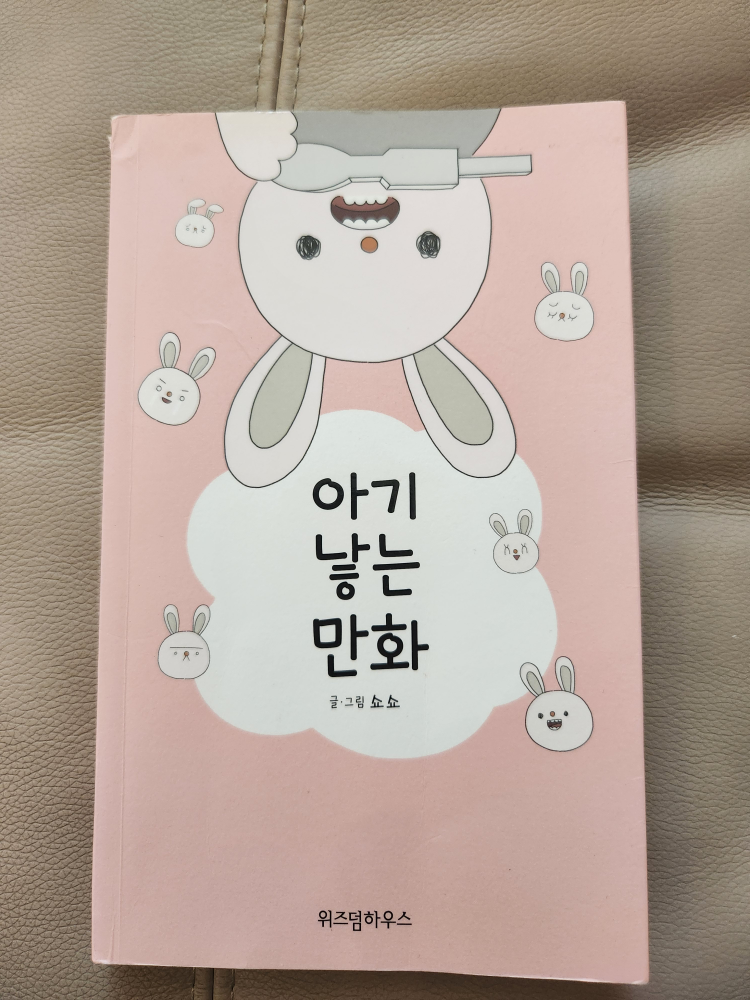 아기
낳는
만화
글·그림 쇼쇼
위즈덤하우스